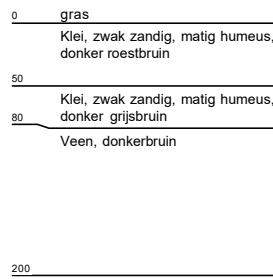 0 gras
Klei, zwak zandig, matig humeus,
donker roestbruin
50
Klei, zwak zandig, matig humeus,
80 donker grijsbruin
Veen, donkerbruin
200